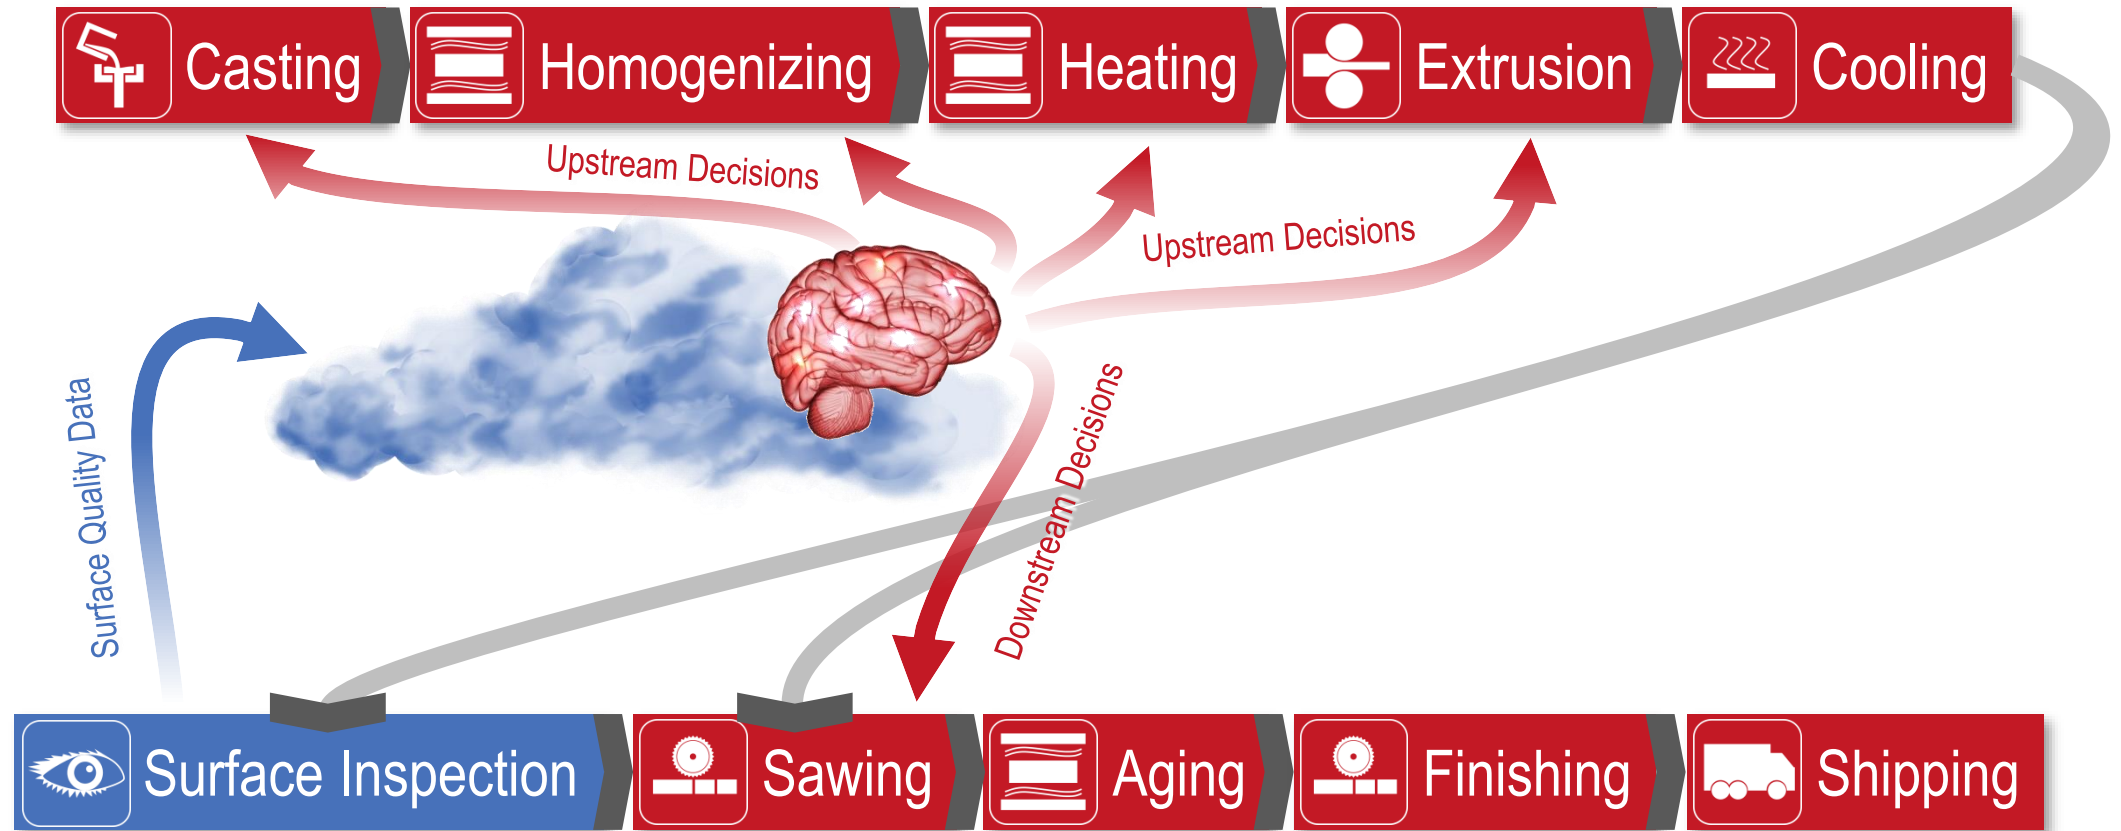 Casting
Homogenizing
Heating
Extrusion
Cooling
Upstream Decisions
Upstream Decisions
Surface Quality Data
Downstream Decisions
Surface Inspection
Sawing
Aging
Finishing
Shipping